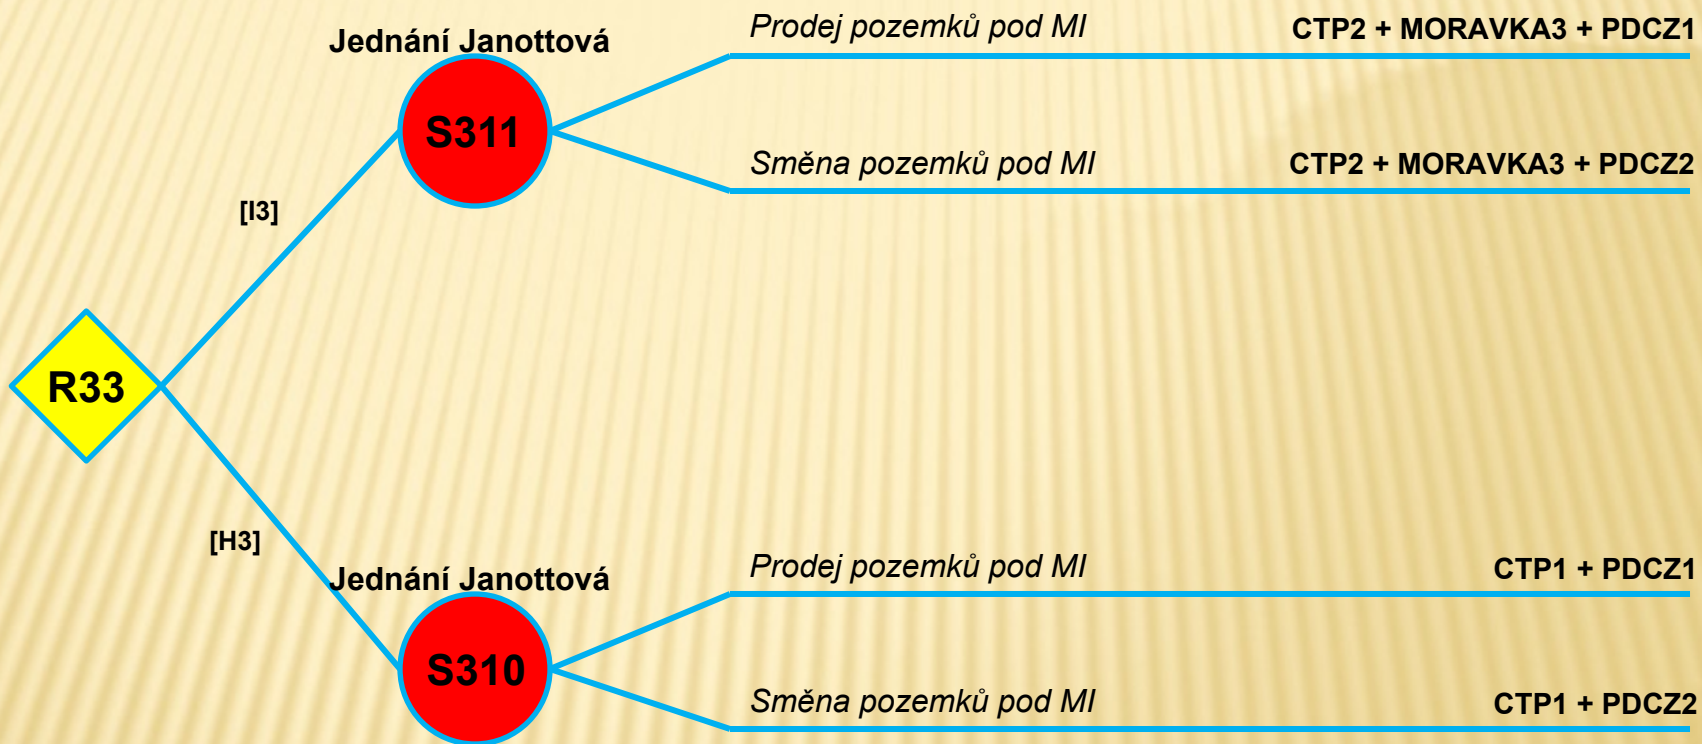 Jednání Janottová
Prodej pozemků pod MI
CTP2 + MORAVKA3 + PDCZ1
S311
Směna pozemků pod MI
CTP2 + MORAVKA3 + PDCZ2
[I3]
R33
[H3]
Jednání Janottová
Prodej pozemků pod MI
CTP1 + PDCZ1
S310
Směna pozemků pod MI
CTP1 + PDCZ2